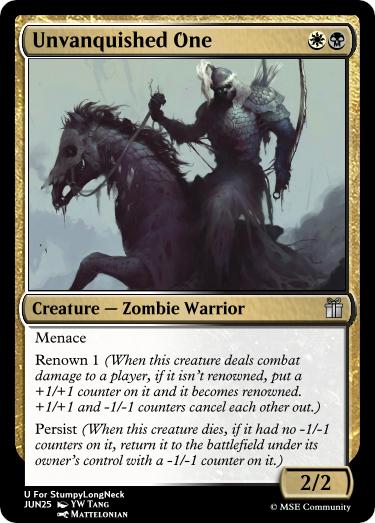 Unvanquished One
Creature — Zombie Warrior
Menace
Renown 1 (When this creature deals combat
damage to a player, if it isn't renowned, put a
+1/+1 counter on it and it becomes renowned.
+1/+1 and -1/-1 counters cancel each other out.)
Persist (When this creature dies, if it had no -1/-1
counters on it, return it to the battlefield under its
owner's control with a -1/-1 counter on it.)
2/2
U For StumpyLongNeck
JUN25 YW Tang
Mattelonian
© MSE Community